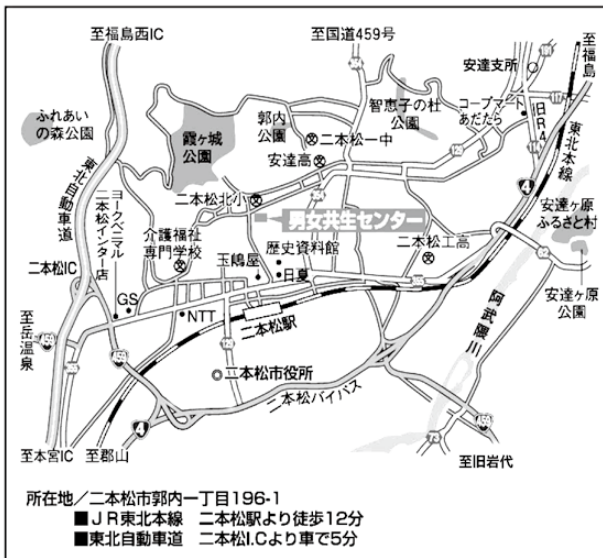 至福島西IC
至国道459号
至福島
安達支所
ふれあい
の森公園
霞ヶ城
公園
郭内
公園
二本松一中
安達高
智恵子の杜
公園
コープマート
あだたら
旧RA
東北本線
東北自動車道
ヨークベニマル
二本松インター店
二本松北小
男女共生センター
介護福祉
専門学校
玉嶋屋
歴史資料館
日夏
二本松工高
4
安達ヶ原
ふるさと村
二本松IC
GS
NTT
二本松駅
安達ヶ原
公園
阿武隈川
至岳温泉
459
459
二本松市役所
二本松バイパス
4
459
73
至本宮IC
至郡山
至旧岩代
所在地／二本松市郭内一丁目196-1
■JR東北本線 二本松駅より徒歩12分
■東北自動車道 二本松I.Cより車で5分